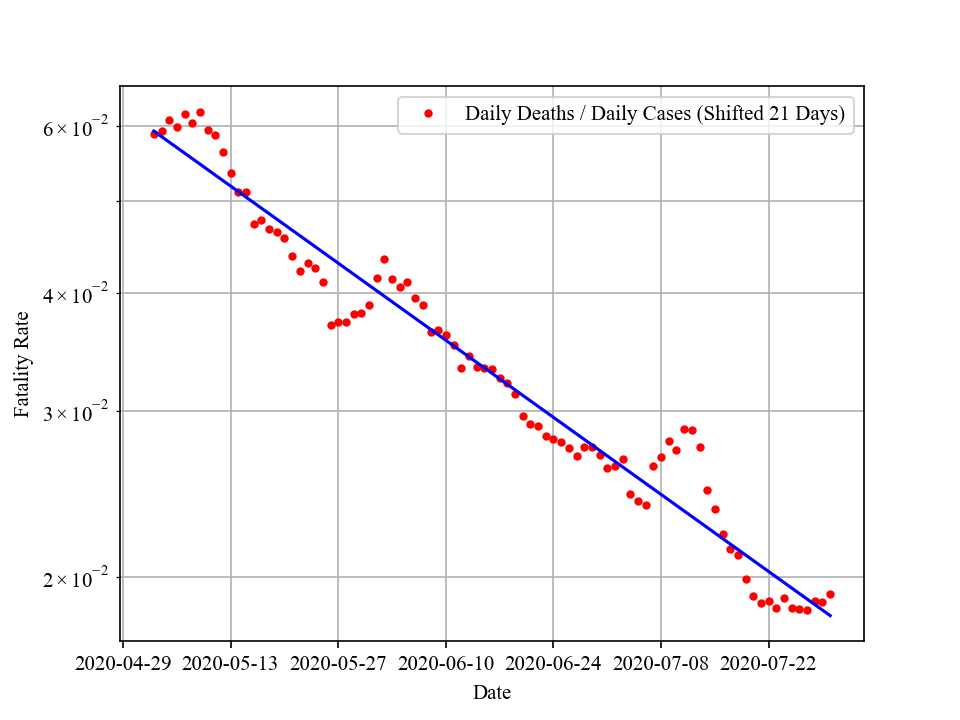 Daily Deaths / Daily Cases (Shifted 21 Days)
6 × 10⁻²
4 × 10⁻²
3 × 10⁻²
2 × 10⁻²
Fatality Rate
2020-04-29 2020-05-13 2020-05-27 2020-06-10 2020-06-24 2020-07-08 2020-07-22
Date